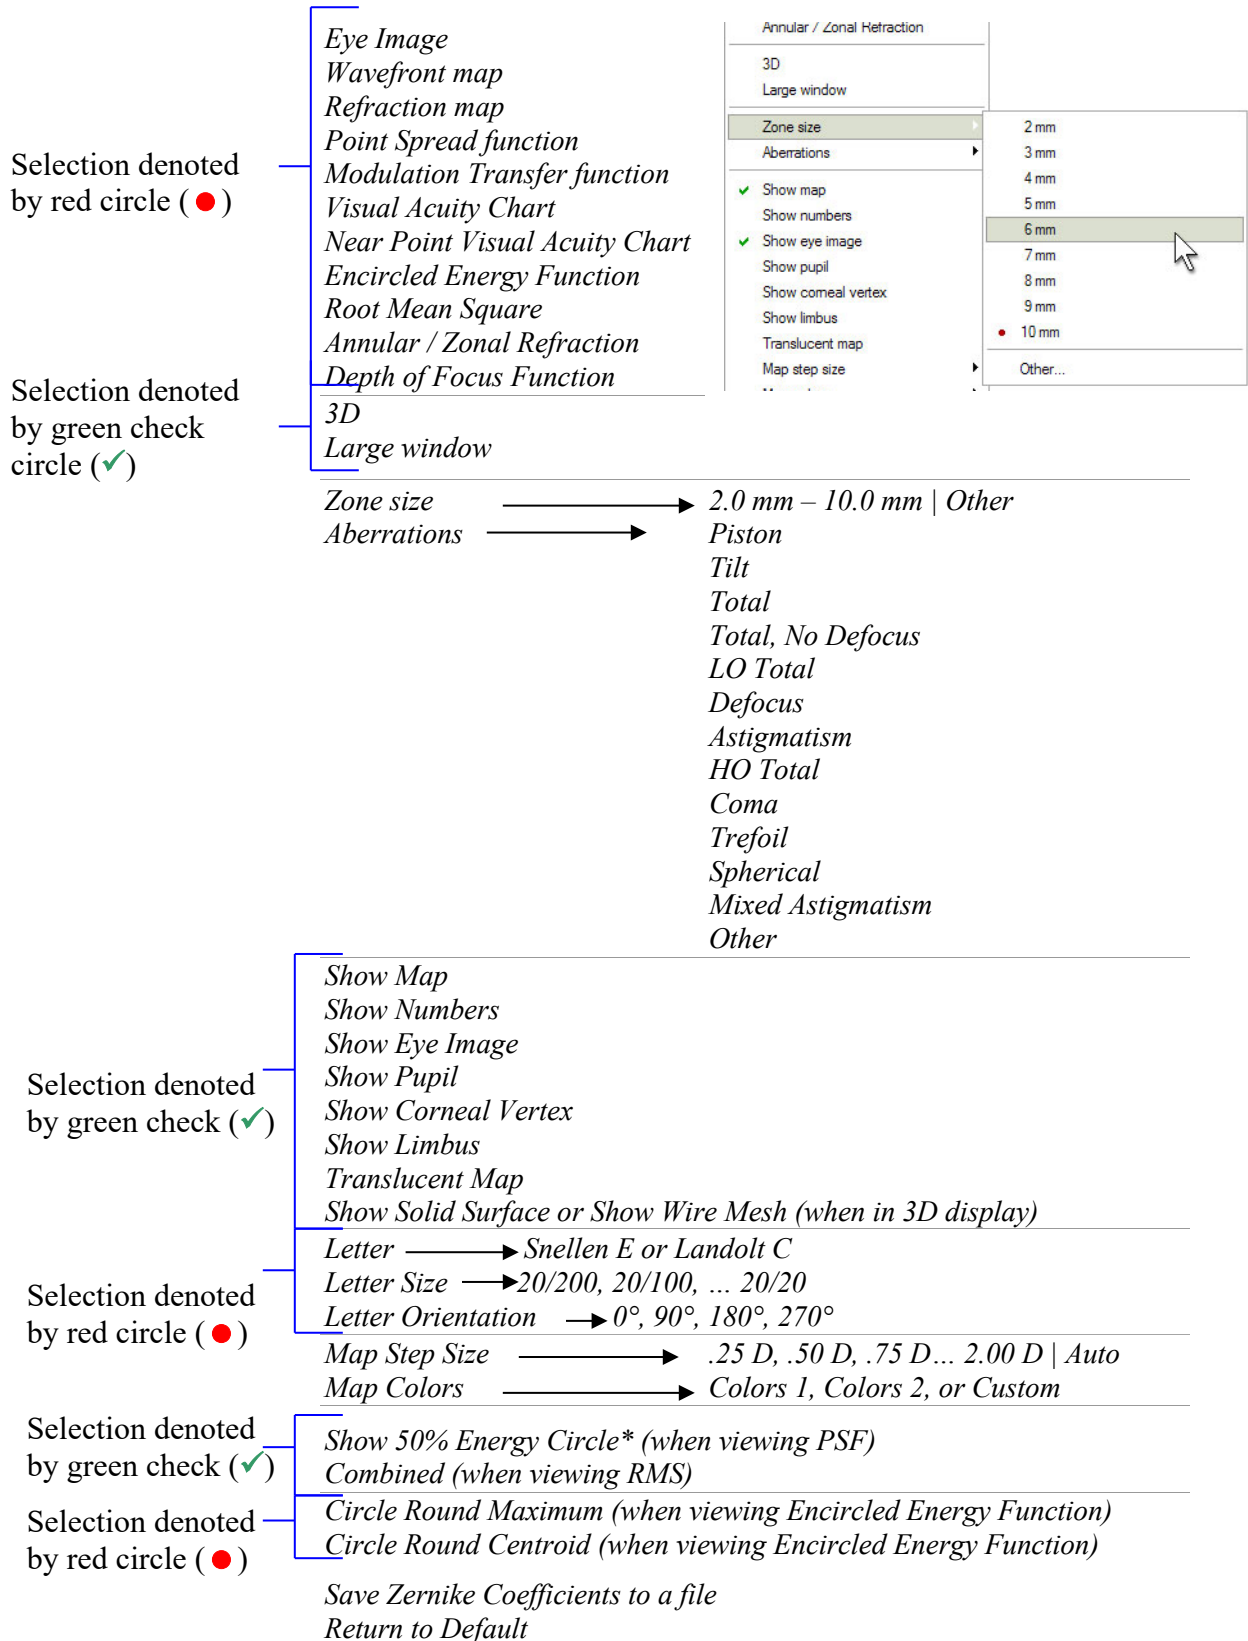 Eye Image
Wavefront map
Refraction map
Point Spread function
Modulation Transfer function
Visual Acuity Chart
Near Point Visual Acuity Chart
Encircled Energy Function
Root Mean Square
Annular / Zonal Refraction
Depth of Focus Function
Selection denoted
by red circle ( ● )
3D
Large window
Selection denoted
by green check
circle (✓)
Annular / Zonal Refraction
3D
Large window
Zone size
Aberrations
Show map
Show numbers
Show eye image
Show pupil
Show corneal vertex
Show limbus
Translucent map
Map step size
2 mm
3 mm
4 mm
5 mm
6 mm
7 mm
8 mm
9 mm
10 mm
Other...
Zone size 2.0 mm – 10.0 mm | Other
Aberrations Piston
Tilt
Total
Total, No Defocus
LO Total
Defocus
Astigmatism
HO Total
Coma
Trefoil
Spherical
Mixed Astigmatism
Other
Show Map
Show Numbers
Show Eye Image
Show Pupil
Show Corneal Vertex
Show Limbus
Translucent Map
Show Solid Surface or Show Wire Mesh (when in 3D display)
Selection denoted
by green check (✓)
Letter Snellen E or Landolt C
Letter Size 20/200, 20/100, … 20/20
Letter Orientation 0°, 90°, 180°, 270°
Selection denoted
by red circle ( ● )
Map Step Size .25 D, .50 D, .75 D… 2.00 D | Auto
Map Colors Colors 1, Colors 2, or Custom
Selection denoted
by green check (✓)
Show 50% Energy Circle* (when viewing PSF)
Combined (when viewing RMS)
Selection denoted
by red circle ( ● )
Circle Round Maximum (when viewing Encircled Energy Function)
Circle Round Centroid (when viewing Encircled Energy Function)
Save Zernike Coefficients to a file
Return to Default